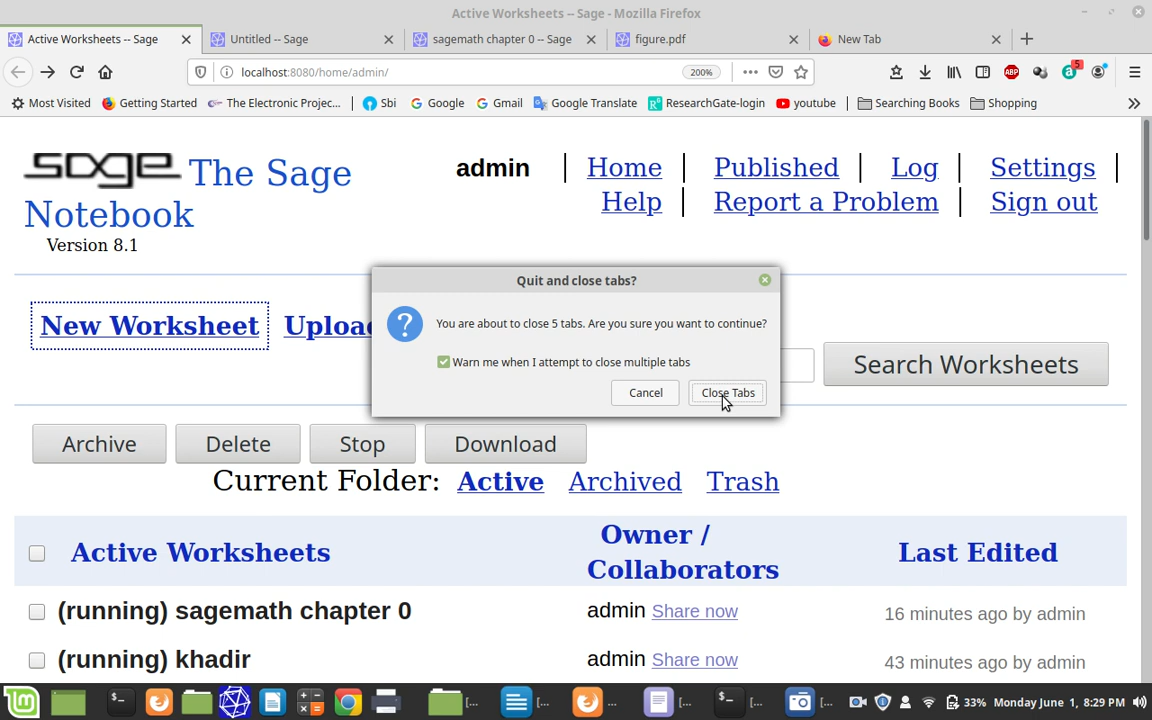 Active Worksheets – Sage - Mozilla Firefox
Active Worksheets -- Sage
Untitled -- Sage
sagemath chapter 0 -- Sage
figure.pdf
New Tab
localhost:8080/home/admin/
200%
ABP
5
Most Visited
Getting Started
The Electronic Projec...
Sbi
Google
Gmail
Google Translate
ResearchGate-login
youtube
Searching Books
Shopping
sage The Sage
Notebook
Version 8.1
admin
Home
Published
Log
Settings
Help
Report a Problem
Sign out
Quit and close tabs?
You are about to close 5 tabs. Are you sure you want to continue?
Warn me when I attempt to close multiple tabs
Cancel
Close Tabs
New Worksheet
Uploa
Search Worksheets
Archive
Delete
Stop
Download
Current Folder: Active Archived Trash
Active Worksheets
Owner /
Collaborators
Last Edited
(running) sagemath chapter 0
admin Share now
16 minutes ago by admin
(running) khadir
admin Share now
43 minutes ago by admin
33% Monday June 1, 8:29 PM